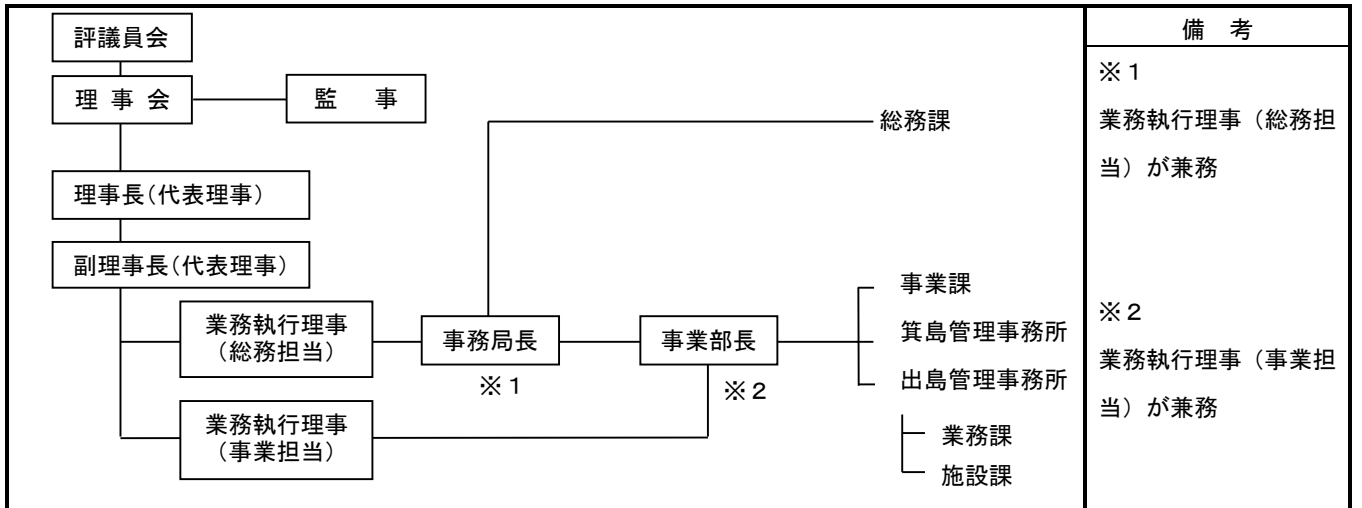 評議員会
理 事 会
監 事
総務課
理事長(代表理事)
副理事長(代表理事)
業務執行理事
(総務担当)
事務局長
※1
事業部長
※2
事業課
箕島管理事務所
出島管理事務所
業務課
施設課
業務執行理事
(事業担当)
備 考
※1
業務執行理事(総務担
当)が兼務
※2
業務執行理事(事業担
当)が兼務